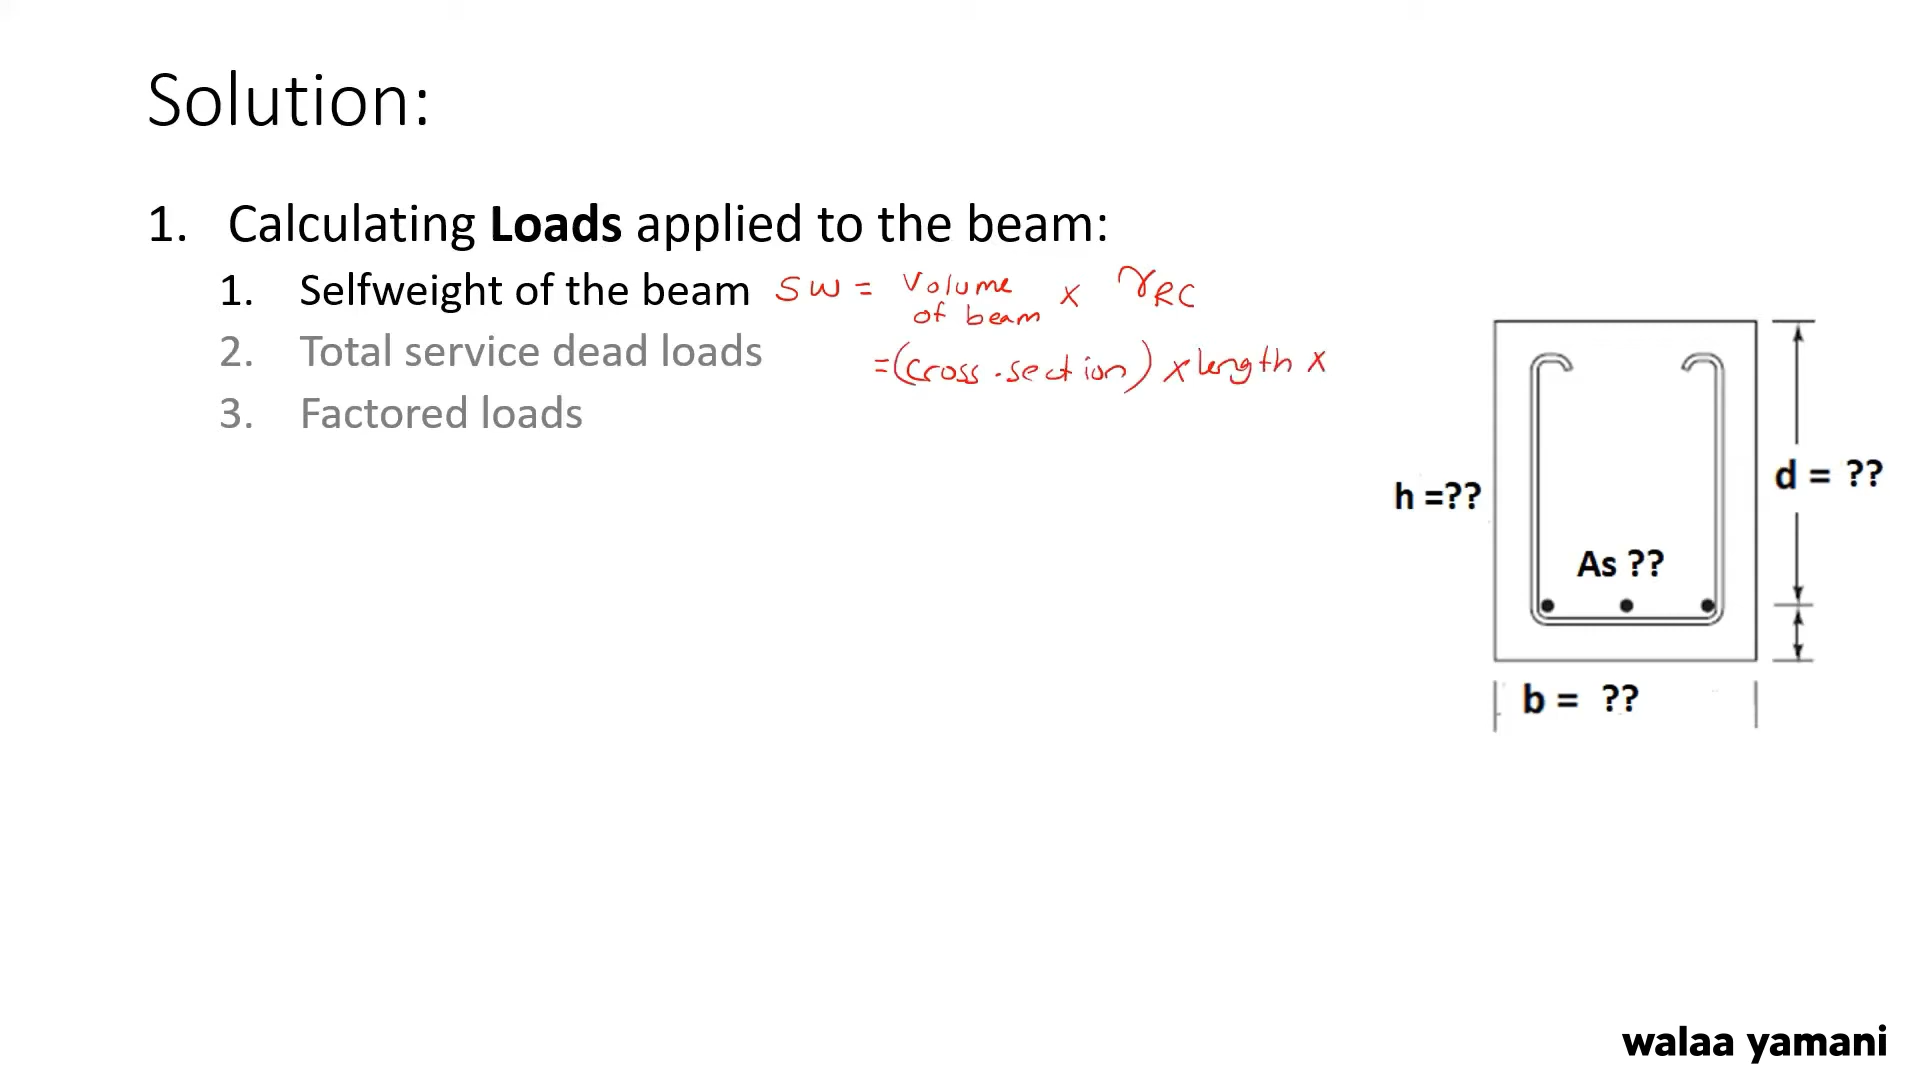 Solution:
1. Calculating Loads applied to the beam:
1. Selfweight of the beam SW = Volume of beam x γRC
2. Total service dead loads =(cross-section) x length x
3. Factored loads
h =??
d = ??
As ??
b = ??
walaa yamani